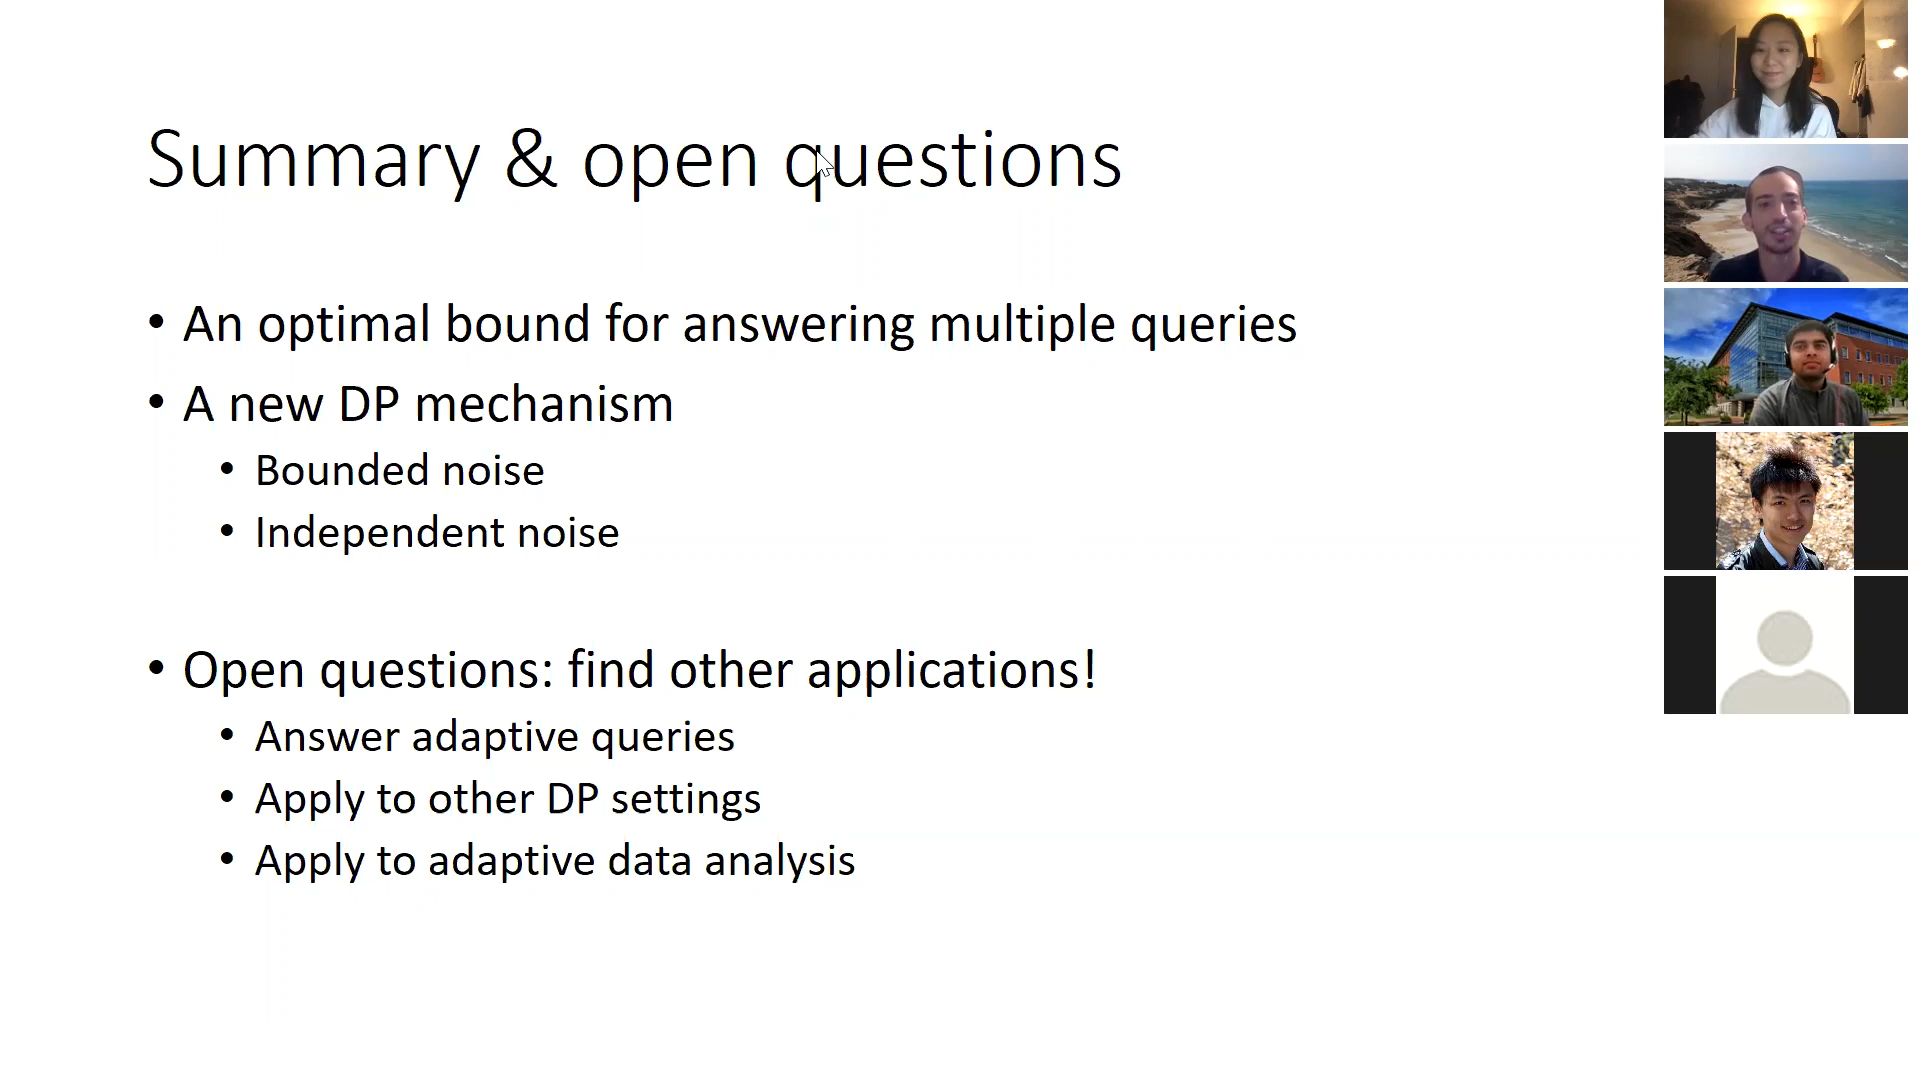 Summary & open questions
• An optimal bound for answering multiple queries
• A new DP mechanism
• Bounded noise
• Independent noise
• Open questions: find other applications!
• Answer adaptive queries
• Apply to other DP settings
• Apply to adaptive data analysis